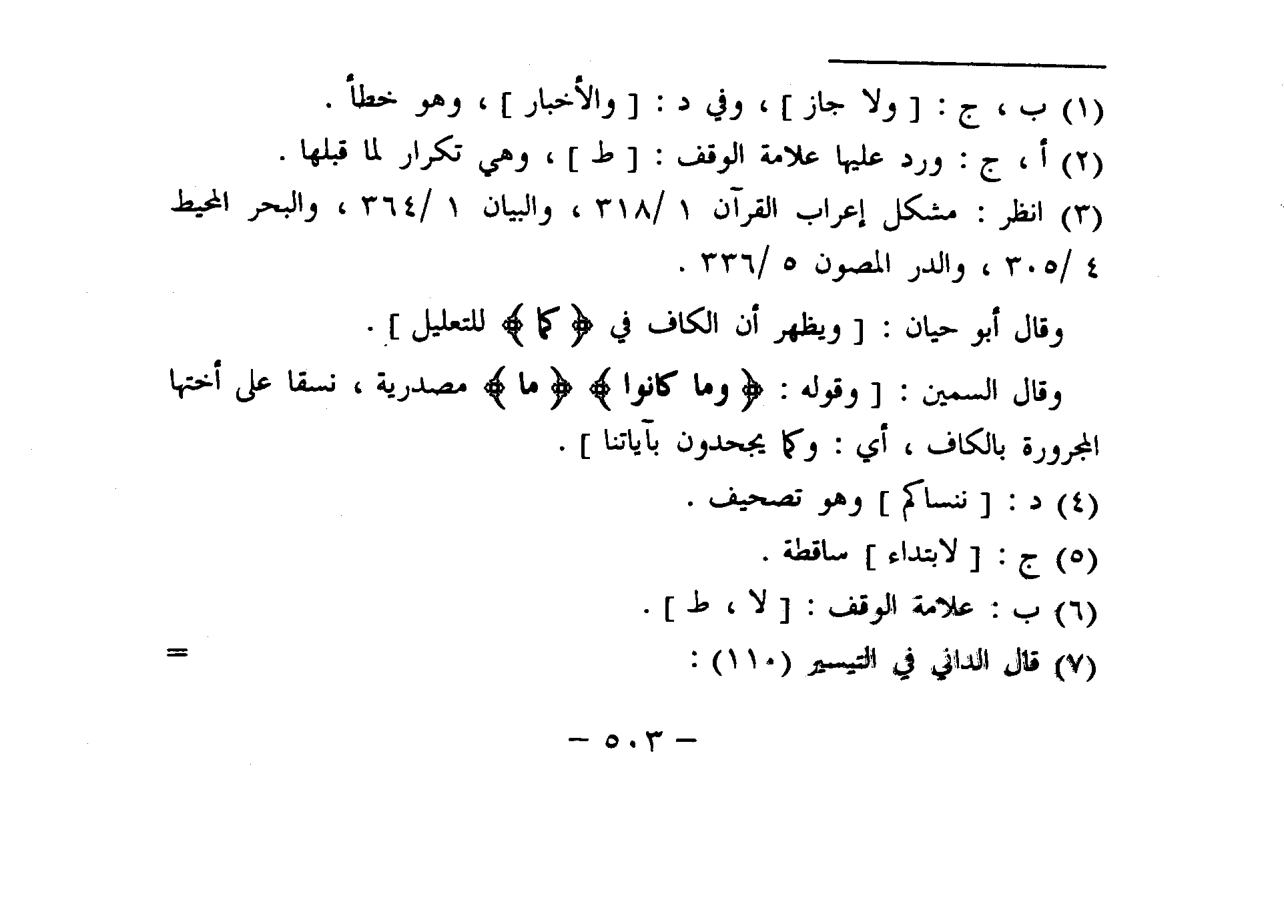 (١) ب ، ج : [ ولا جاز ] ، وفي د : [ والأخبار ] ، وهو خطأ .
(٢) أ ، ج : ورد عليها علامة الوقف : [ ط ] ، وهي تكرار لما قبلها .
(٣) انظر : مشكل إعراب القرآن ١ /٣١٨ ، والبيان ١ /٣٦٤ ، والبحر المحيط
٤ /٣٠٥ ، والدر المصون ٥ /٣٣٦ .
وقال أبو حيان : [ ويظهر أن الكاف في ﴿ كما ﴾ للتعليل ] .
وقال السمين : [ وقوله : ﴿ وما كانوا ﴾ ﴿ ما ﴾ مصدرية ، نسقا على أختها
المجرورة بالكاف ، أي : وكما يجحدون بآياتنا ] .
(٤) د : [ ننساكم ] وهو تصحيف .
(٥) ج : [ لابتداء ] ساقطة .
(٦) ب : علامة الوقف : [ لا ، ط ] .
(٧) قال الداني في التيسير (١١٠) : =
– ٥٠٣ –